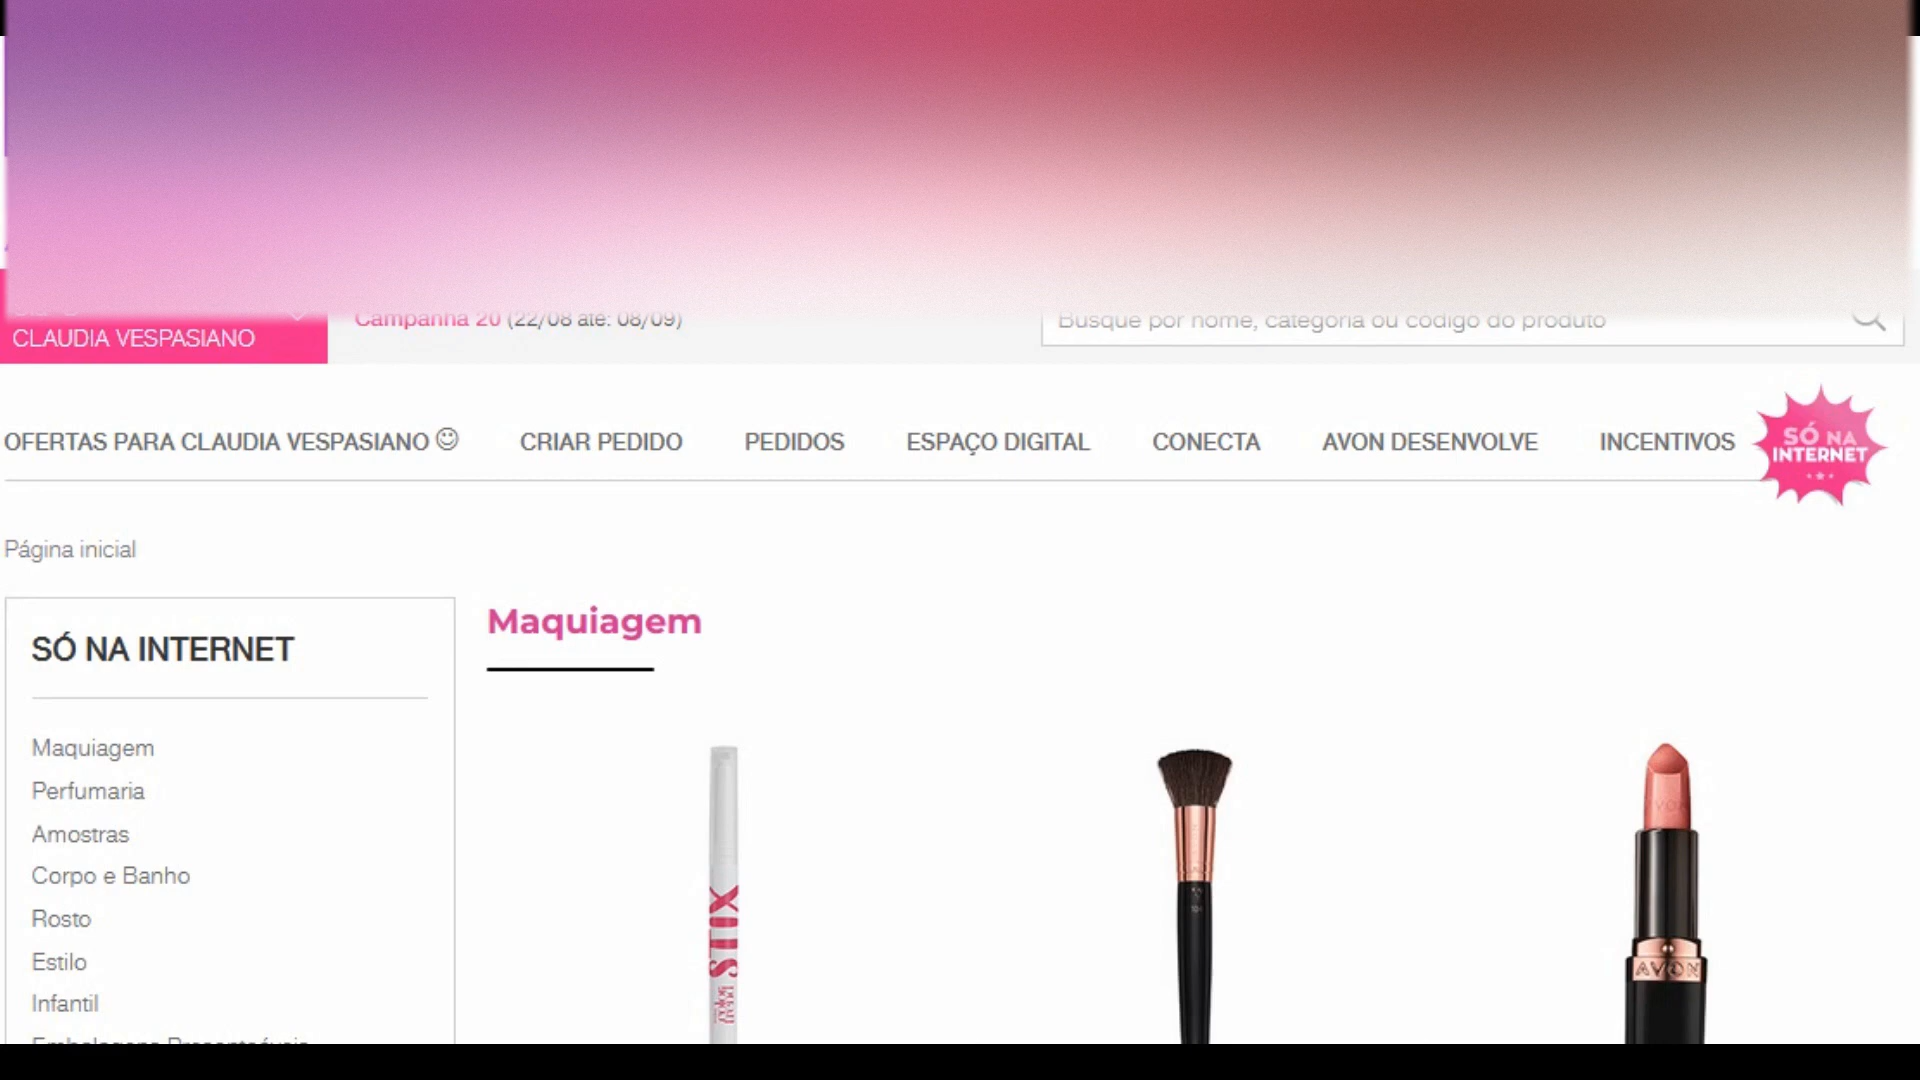 Campanha 20 (22/08 até: 08/09)
Busque por nome, categoria ou código do produto
CLAUDIA VESPASIANO
OFERTAS PARA CLAUDIA VESPASIANO ☺ CRIAR PEDIDO PEDIDOS ESPAÇO DIGITAL CONECTA AVON DESENVOLVE INCENTIVOS
SÓ NA
INTERNET
Página inicial
SÓ NA INTERNET
Maquiagem
Perfumaria
Amostras
Corpo e Banho
Rosto
Estilo
Infantil
Maquiagem
XITS
AVON